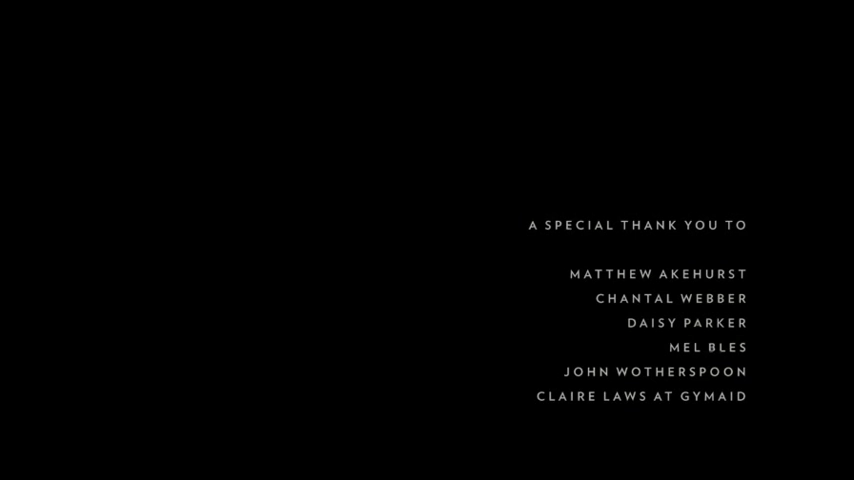 A SPECIAL THANK YOU TO
MATTHEW AKEHURST
CHANTAL WEBBER
DAISY PARKER
MEL BLES
JOHN WOTHERSPOON
CLAIRE LAWS AT GYMAID